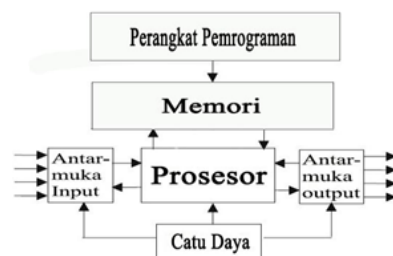 Perangkat Pemrograman
Memori
Antar-
muka
Input
Prosesor
Antar-
muka
output
Catu Daya